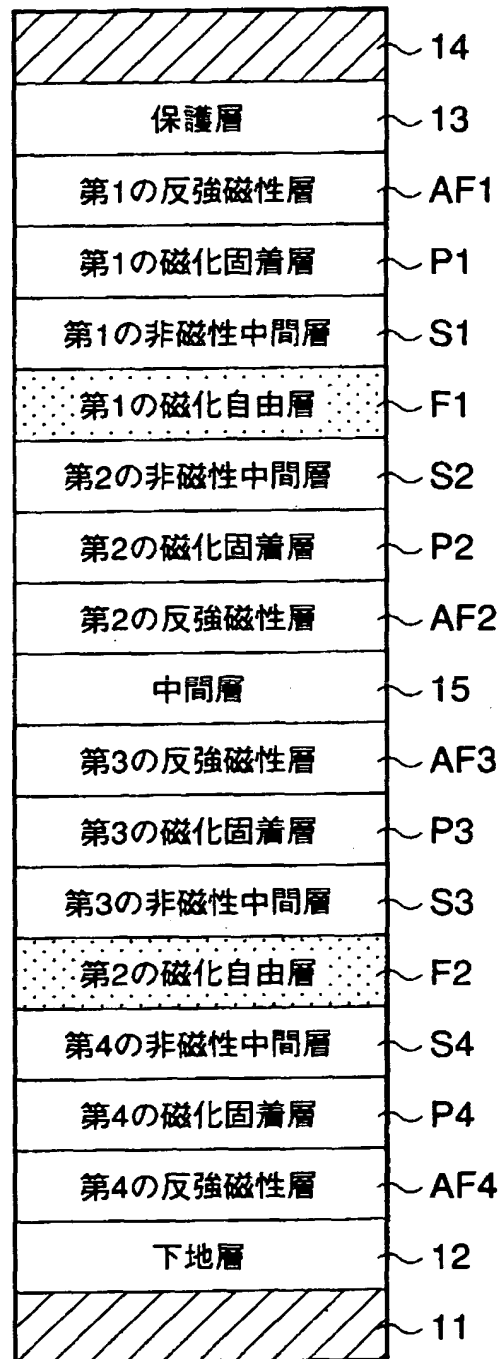 14
保護層 13
第1の反強磁性層 AF1
第1の磁化固着層 P1
第1の非磁性中間層 S1
第1の磁化自由層 F1
第2の非磁性中間層 S2
第2の磁化固着層 P2
第2の反強磁性層 AF2
中間層 15
第3の反強磁性層 AF3
第3の磁化固着層 P3
第3の非磁性中間層 S3
第2の磁化自由層 F2
第4の非磁性中間層 S4
第4の磁化固着層 P4
第4の反強磁性層 AF4
下地層 12
11